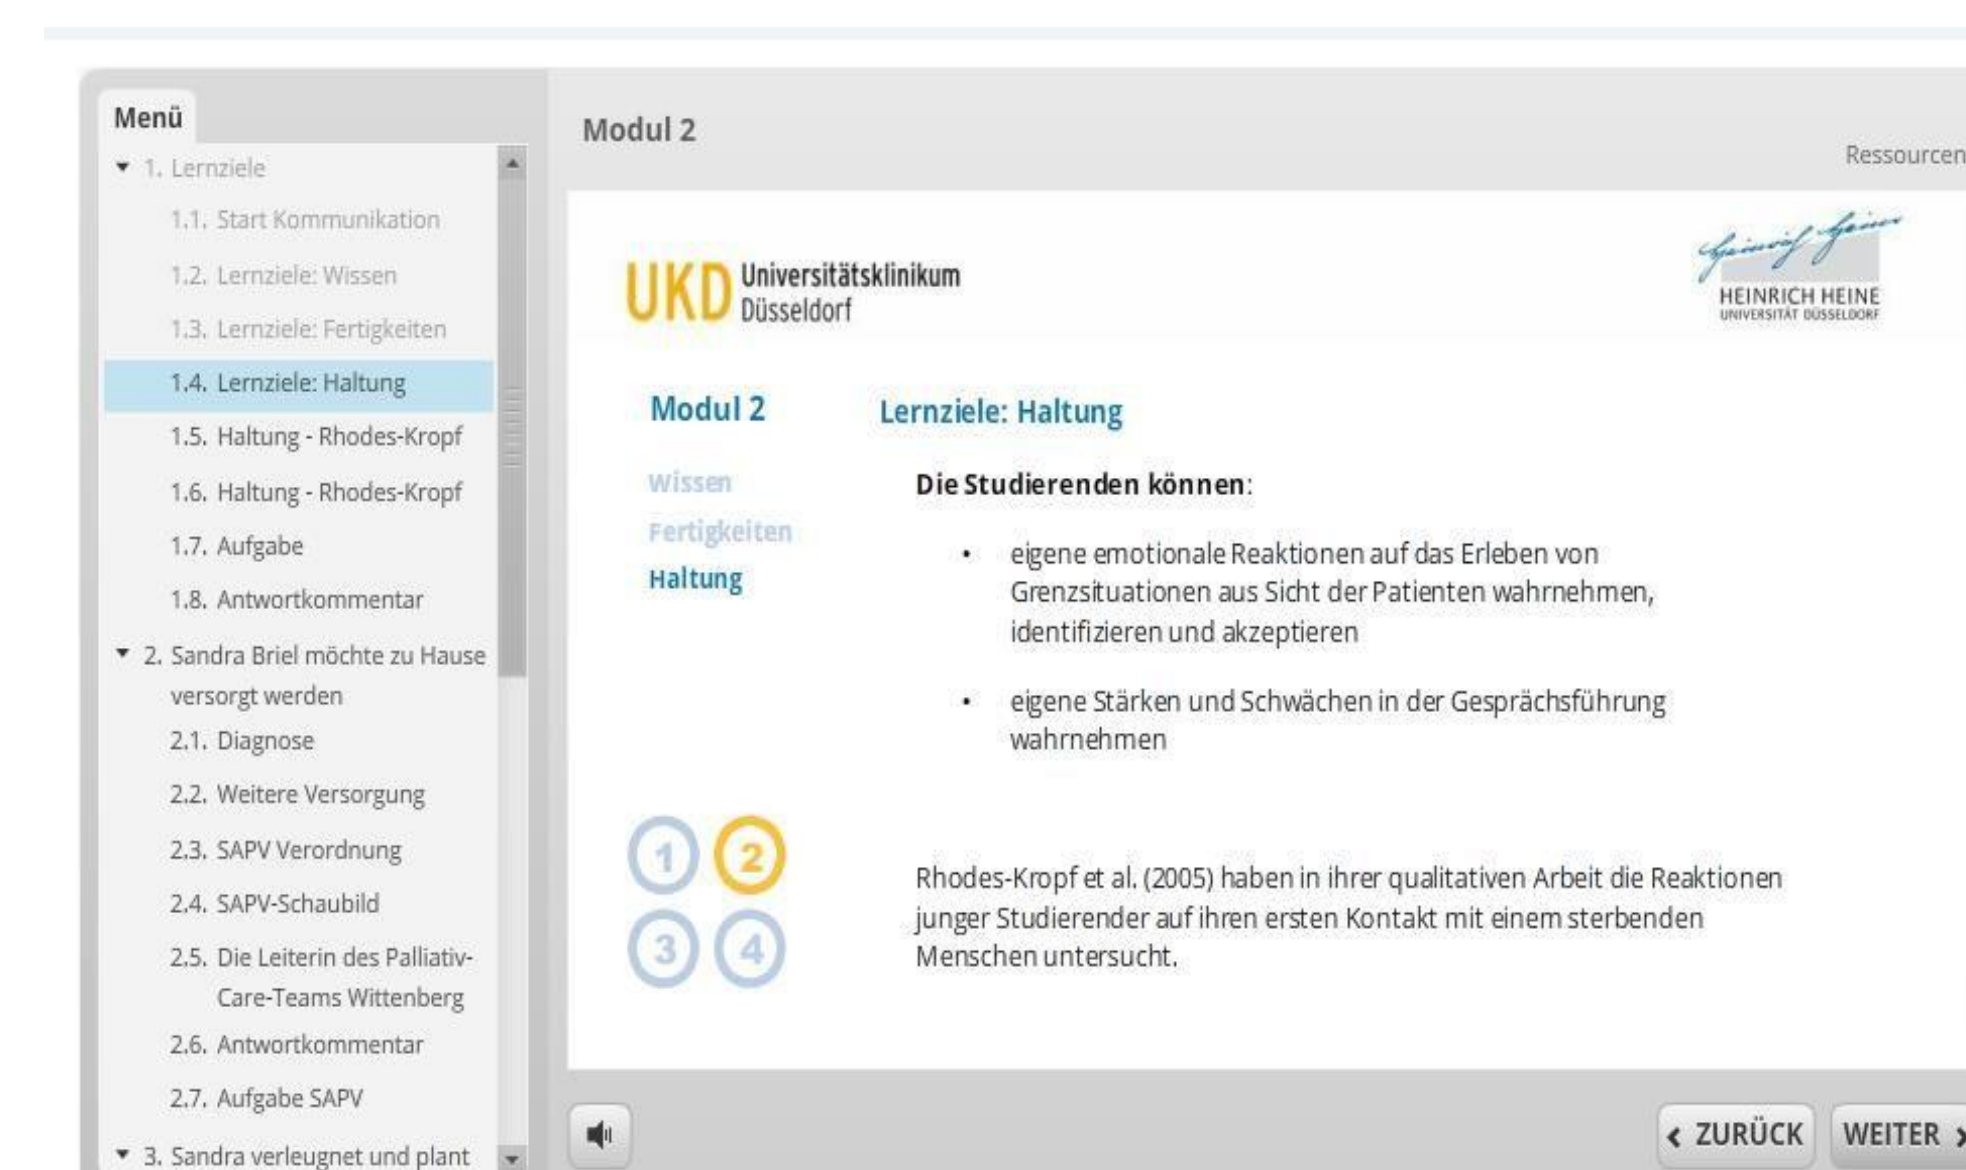 Menü
1. Lernziele
1.1. Start Kommunikation
1.2. Lernziele: Wissen
1.3. Lernziele: Fertigkeiten
1.4. Lernziele: Haltung
1.5. Haltung - Rhodes-Kropf
1.6. Haltung - Rhodes-Kropf
1.7. Aufgabe
1.8. Antwortkommentar
2. Sandra Briel möchte zu Hause
versorgt werden
2.1. Diagnose
2.2. Weitere Versorgung
2.3. SAPV Verordnung
2.4. SAPV-Schaubild
2.5. Die Leiterin des Palliativ-
Care-Teams Wittenberg
2.6. Antwortkommentar
2.7. Aufgabe SAPV
3. Sandra verleugnet und plant
Modul 2
Ressourcen
UKD Universitätsklinikum
Düsseldorf
Heinrich Heine
HEINRICH HEINE
UNIVERSITÄT DÜSSELDORF
Modul 2
Wissen
Fertigkeiten
Haltung
1 2
3 4
Lernziele: Haltung
Die Studierenden können:
• eigene emotionale Reaktionen auf das Erleben von
Grenzsituationen aus Sicht der Patienten wahrnehmen,
identifizieren und akzeptieren
• eigene Stärken und Schwächen in der Gesprächsführung
wahrnehmen
Rhodes-Kropf et al. (2005) haben in ihrer qualitativen Arbeit die Reaktionen
junger Studierender auf ihren ersten Kontakt mit einem sterbenden
Menschen untersucht.
ZURÜCK
WEITER